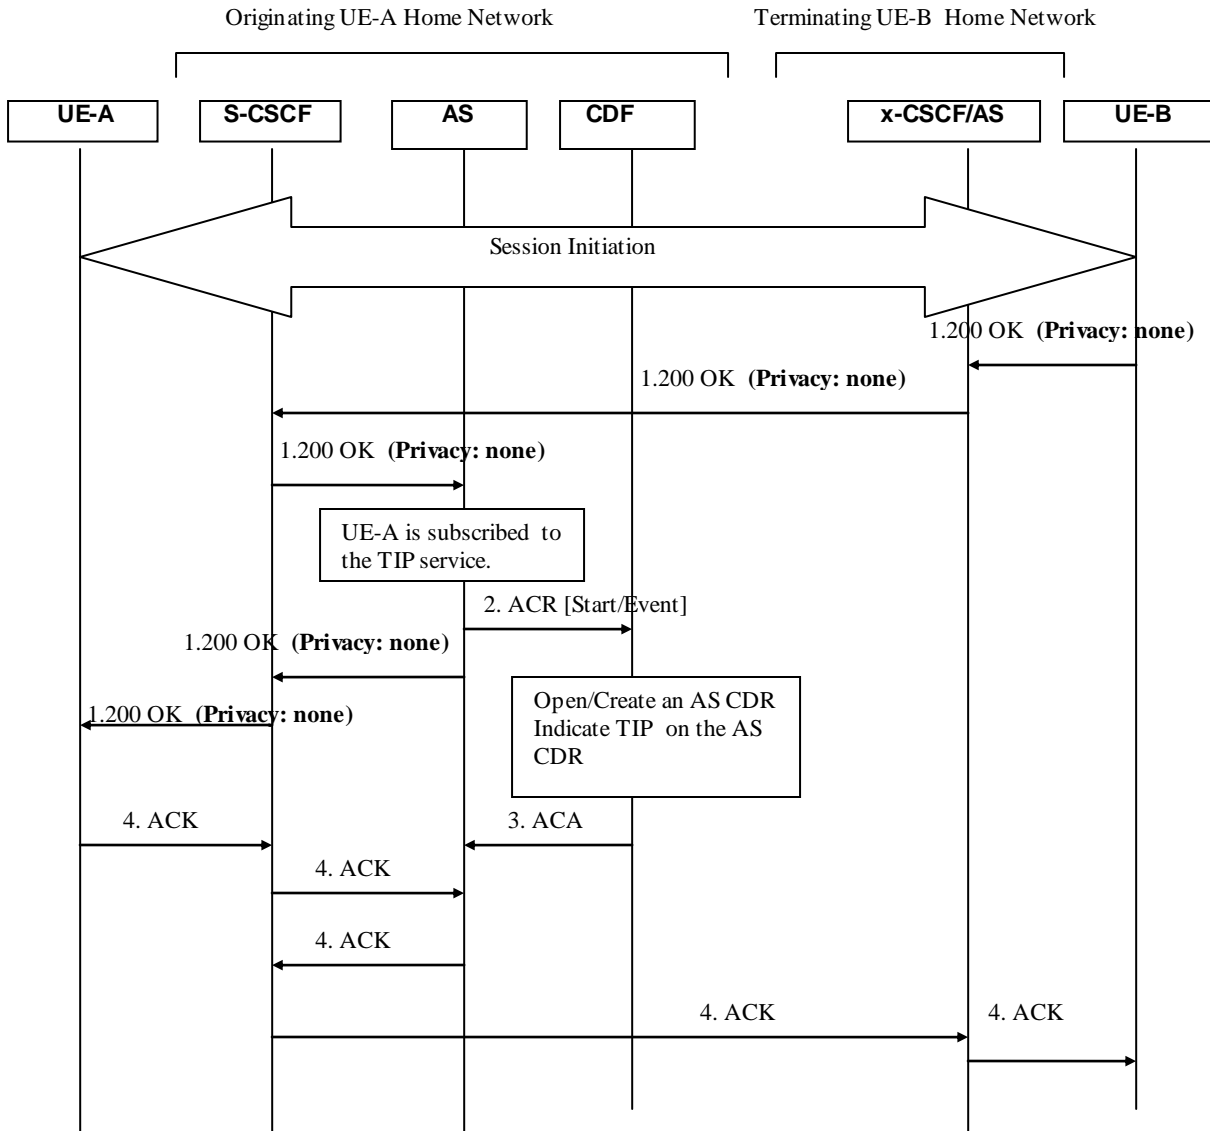 Originating UE-A Home Network
Terminating UE-B Home Network
UE-A
S-CSCF
AS
CDF
x-CSCF/AS
UE-B
Session Initiation
1.200 OK (Privacy: none)
1.200 OK (Privacy: none)
1.200 OK (Privacy: none)
UE-A is subscribed to
the TIP service.
2. ACR [Start/Event]
1.200 OK (Privacy: none)
Open/Create an AS CDR
Indicate TIP on the AS
CDR
1.200 OK (Privacy: none)
4. ACK
3. ACA
4. ACK
4. ACK
4. ACK
4. ACK